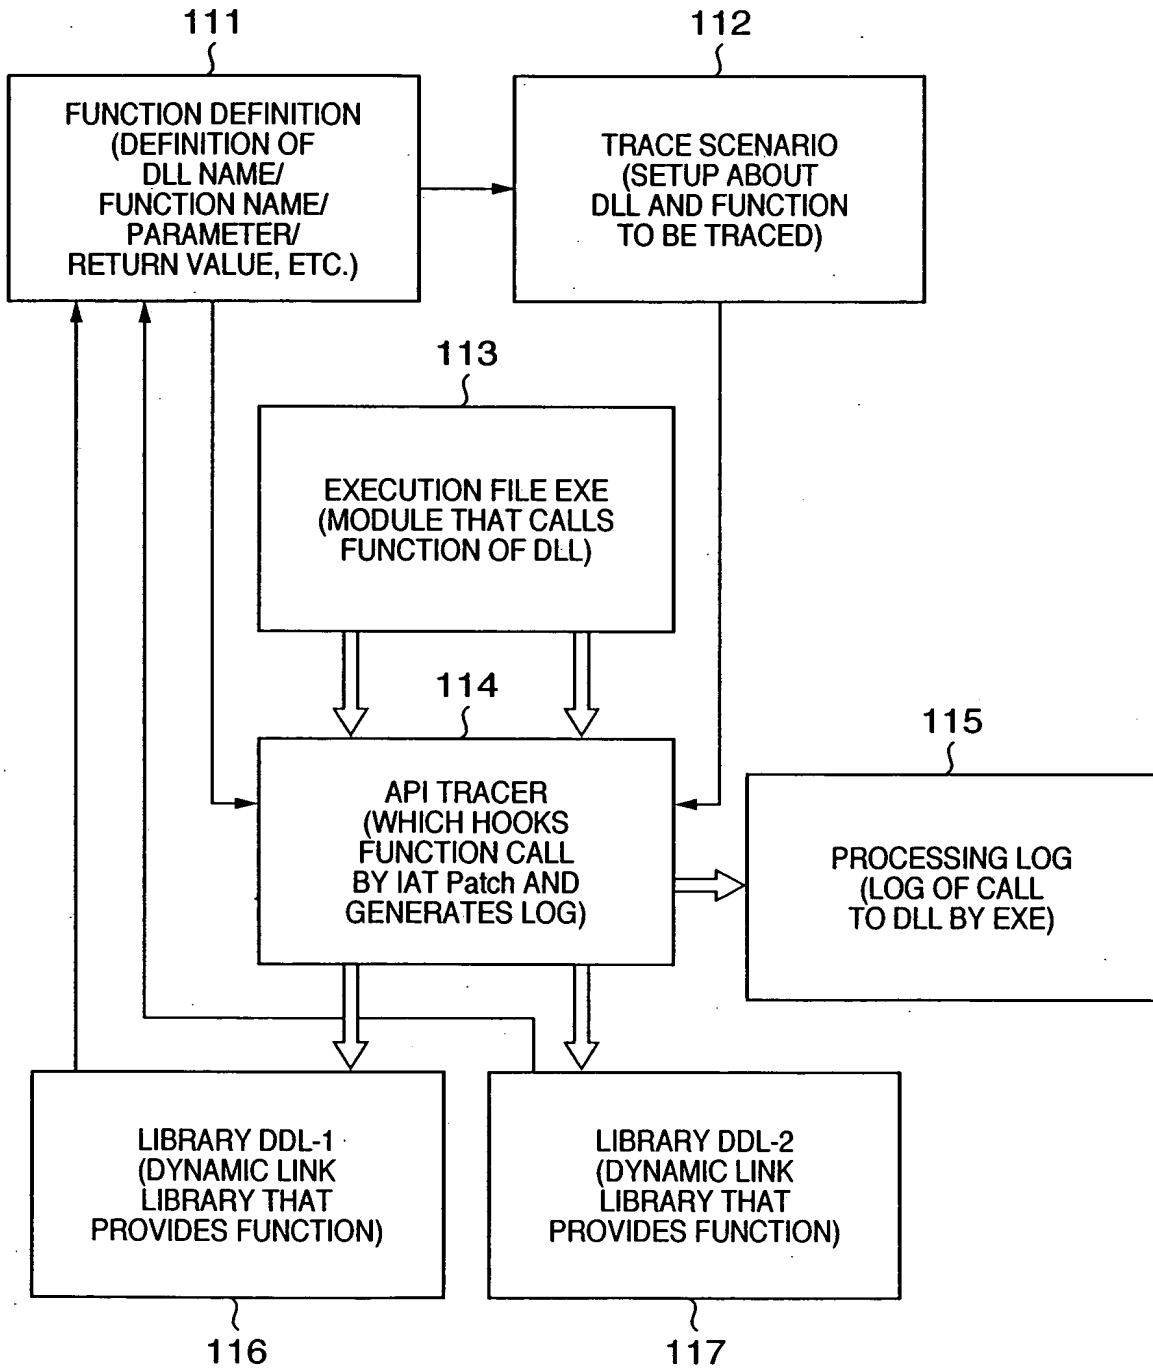 111
112
FUNCTION DEFINITION
(DEFINITION OF
DLL NAME/
FUNCTION NAME/
PARAMETER/
RETURN VALUE, ETC.)
TRACE SCENARIO
(SETUP ABOUT
DLL AND FUNCTION
TO BE TRACED)
113
EXECUTION FILE EXE
(MODULE THAT CALLS
FUNCTION OF DLL)
114
API TRACER
(WHICH HOOKS
FUNCTION CALL
BY IAT Patch AND
GENERATES LOG)
115
PROCESSING LOG
(LOG OF CALL
TO DLL BY EXE)
LIBRARY DDL-1
(DYNAMIC LINK
LIBRARY THAT
PROVIDES FUNCTION)
LIBRARY DDL-2
(DYNAMIC LINK
LIBRARY THAT
PROVIDES FUNCTION)
116
117